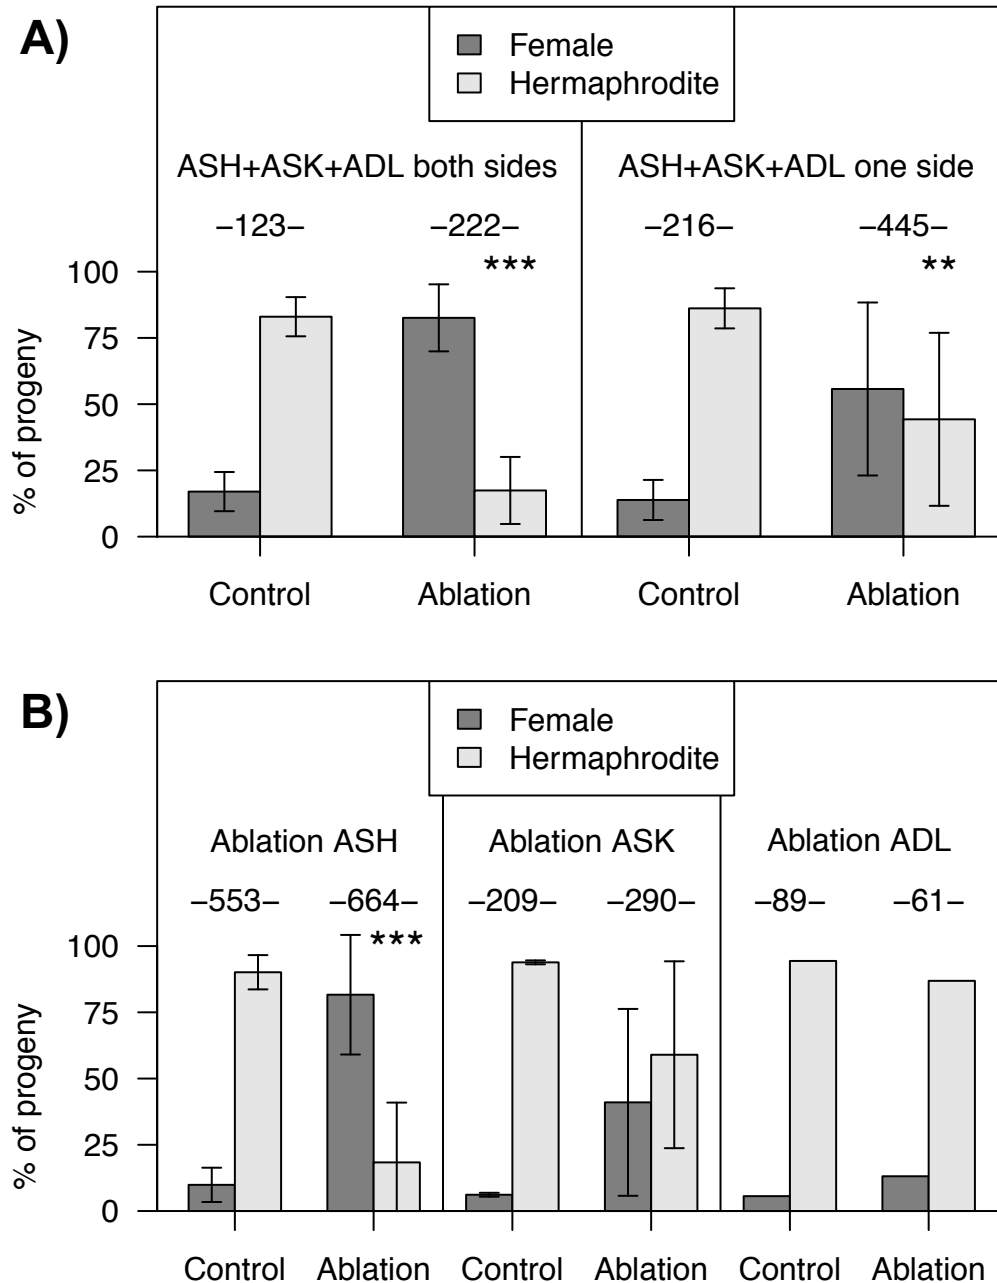 A)
Female
Hermaphrodite
ASH+ASK+ADL both sides
ASH+ASK+ADL one side
–123–
–222–
–216–
–445–
***
**
100
75
50
25
0
% of progeny
Control
Ablation
Control
Ablation
B)
Female
Hermaphrodite
Ablation ASH
Ablation ASK
Ablation ADL
–553–
–664–
–209–
–290–
–89–
–61–
***
100
75
50
25
0
% of progeny
Control
Ablation
Control
Ablation
Control
Ablation